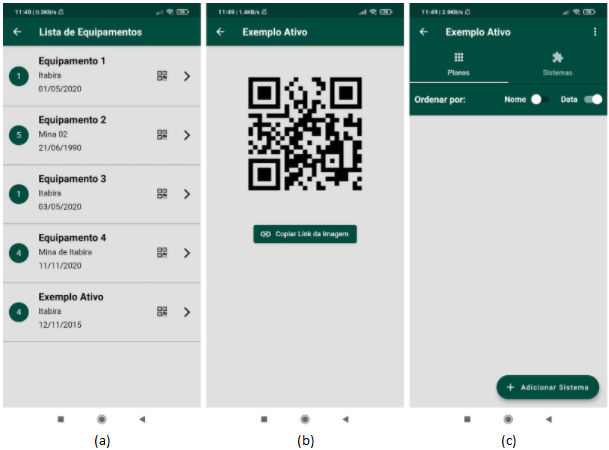 11:40 | 0.2KB/s
Lista de Equipamentos
1
Equipamento 1
Itabira
01/05/2020
5
Equipamento 2
Mina 02
21/06/1990
1
Equipamento 3
Itabira
03/05/2020
4
Equipamento 4
Mina de Itabira
11/11/2020
4
Exemplo Ativo
Itabira
12/11/2015
(a)
11:49 | 1.4KB/s
Exemplo Ativo
Copiar Link da Imagem
(b)
11:49 | 2.9KB/s
Exemplo Ativo
Planos Sistemas
Ordenar por: Nome Data
+ Adicionar Sistema
(c)